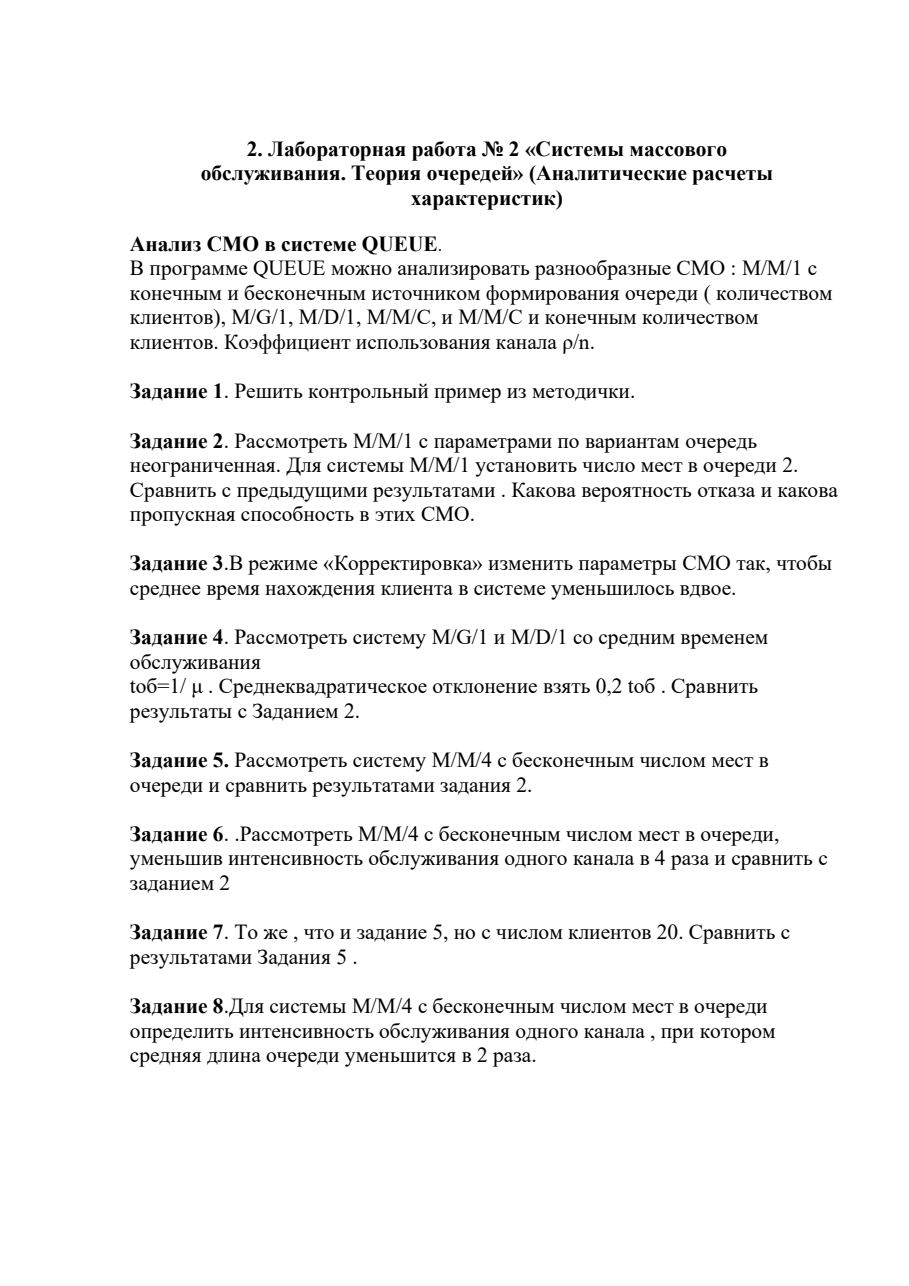 2. Лабораторная работа № 2 «Системы массового
обслуживания. Теория очередей» (Аналитические расчеты
характеристик)
Анализ СМО в системе QUEUE.
В программе QUEUE можно анализировать разнообразные СМО : M/M/1 с
конечным и бесконечным источником формирования очереди ( количеством
клиентов), M/G/1, M/D/1, M/M/C, и M/M/C и конечным количеством
клиентов. Коэффициент использования канала ρ/n.
Задание 1. Решить контрольный пример из методички.
Задание 2. Рассмотреть M/M/1 с параметрами по вариантам очередь
неограниченная. Для системы M/M/1 установить число мест в очереди 2.
Сравнить с предыдущими результатами . Какова вероятность отказа и какова
пропускная способность в этих СМО.
Задание 3.В режиме «Корректировка» изменить параметры СМО так, чтобы
среднее время нахождения клиента в системе уменьшилось вдвое.
Задание 4. Рассмотреть систему M/G/1 и M/D/1 со средним временем
обслуживания
tоб=1/ μ . Среднеквадратическое отклонение взять 0,2 tоб . Сравнить
результаты с Заданием 2.
Задание 5. Рассмотреть систему M/M/4 с бесконечным числом мест в
очереди и сравнить результатами задания 2.
Задание 6. .Рассмотреть M/M/4 с бесконечным числом мест в очереди,
уменьшив интенсивность обслуживания одного канала в 4 раза и сравнить с
заданием 2
Задание 7. То же , что и задание 5, но с числом клиентов 20. Сравнить с
результатами Задания 5 .
Задание 8.Для системы M/M/4 с бесконечным числом мест в очереди
определить интенсивность обслуживания одного канала , при котором
средняя длина очереди уменьшится в 2 раза.